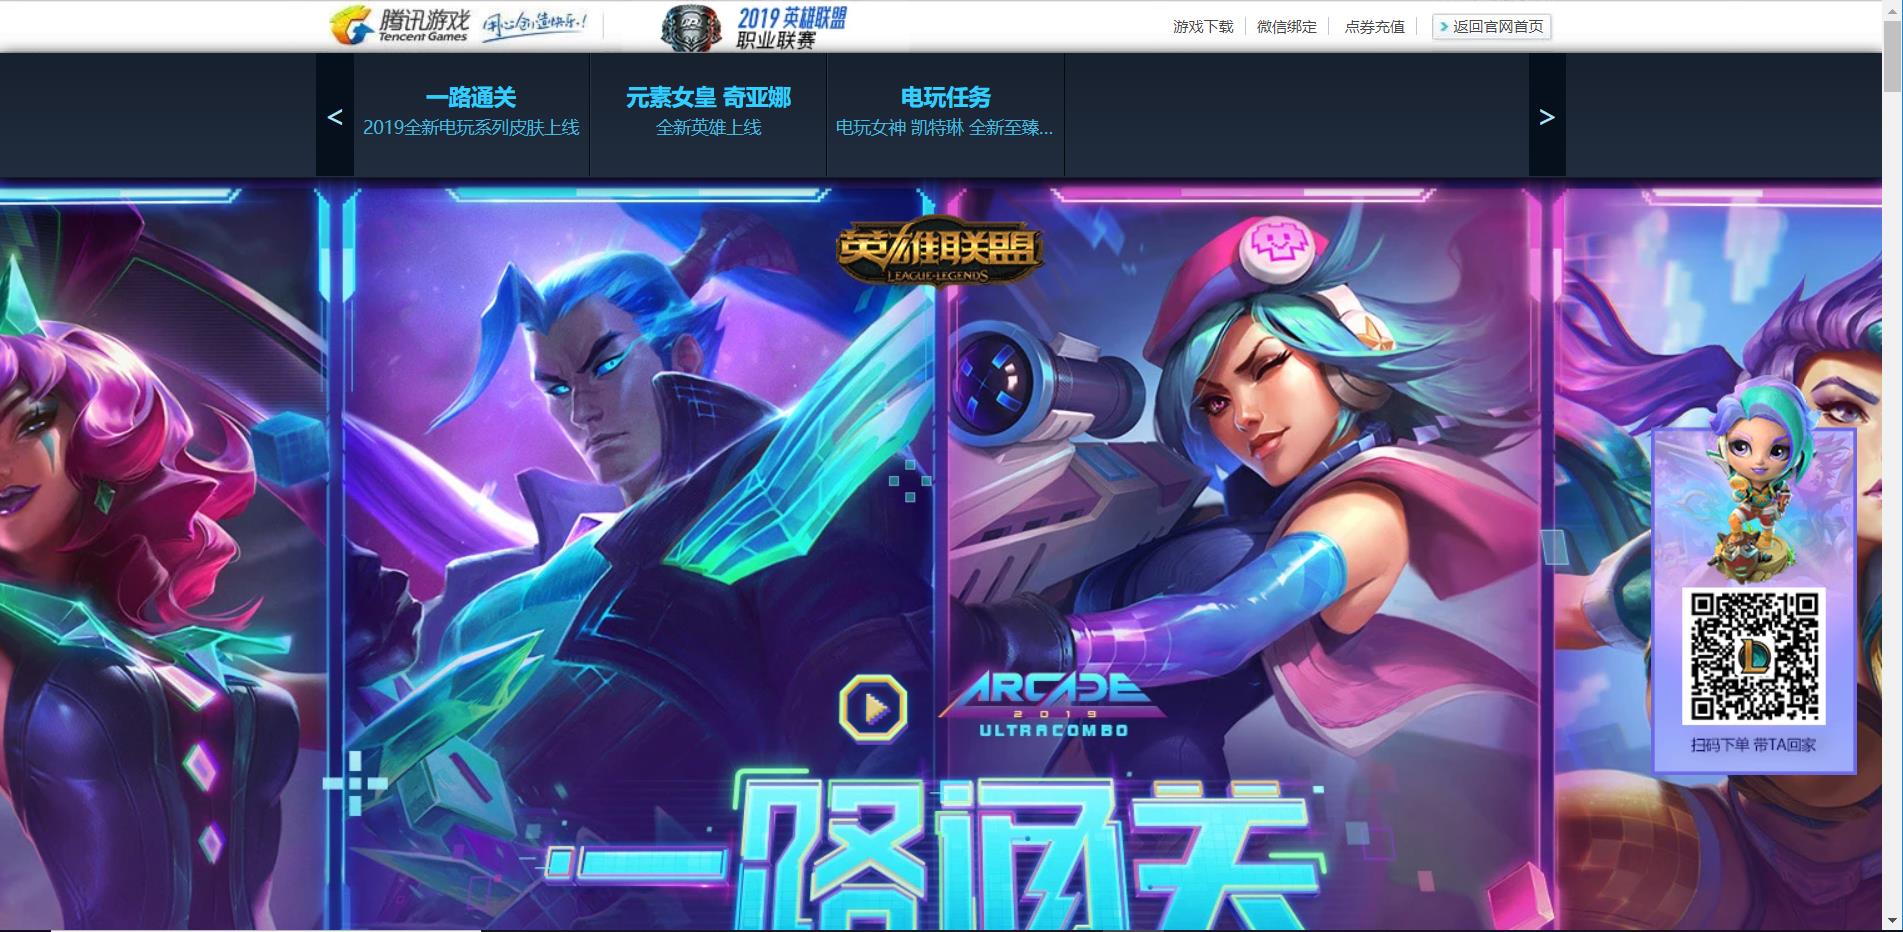 腾讯游戏 用心创造快乐!
Tencent Games
2019 英雄联盟
职业联赛
游戏下载 微信绑定 点券充值 返回官网首页
<
一路通关
2019全新电玩系列皮肤上线
元素女皇 奇亚娜
全新英雄上线
电玩任务
电玩女神 凯特琳 全新至臻...
>
英雄联盟
LEAGUE OF LEGENDS
ARCADE
2019
ULTRACOMBO
一路通关
扫码下单 带TA回家